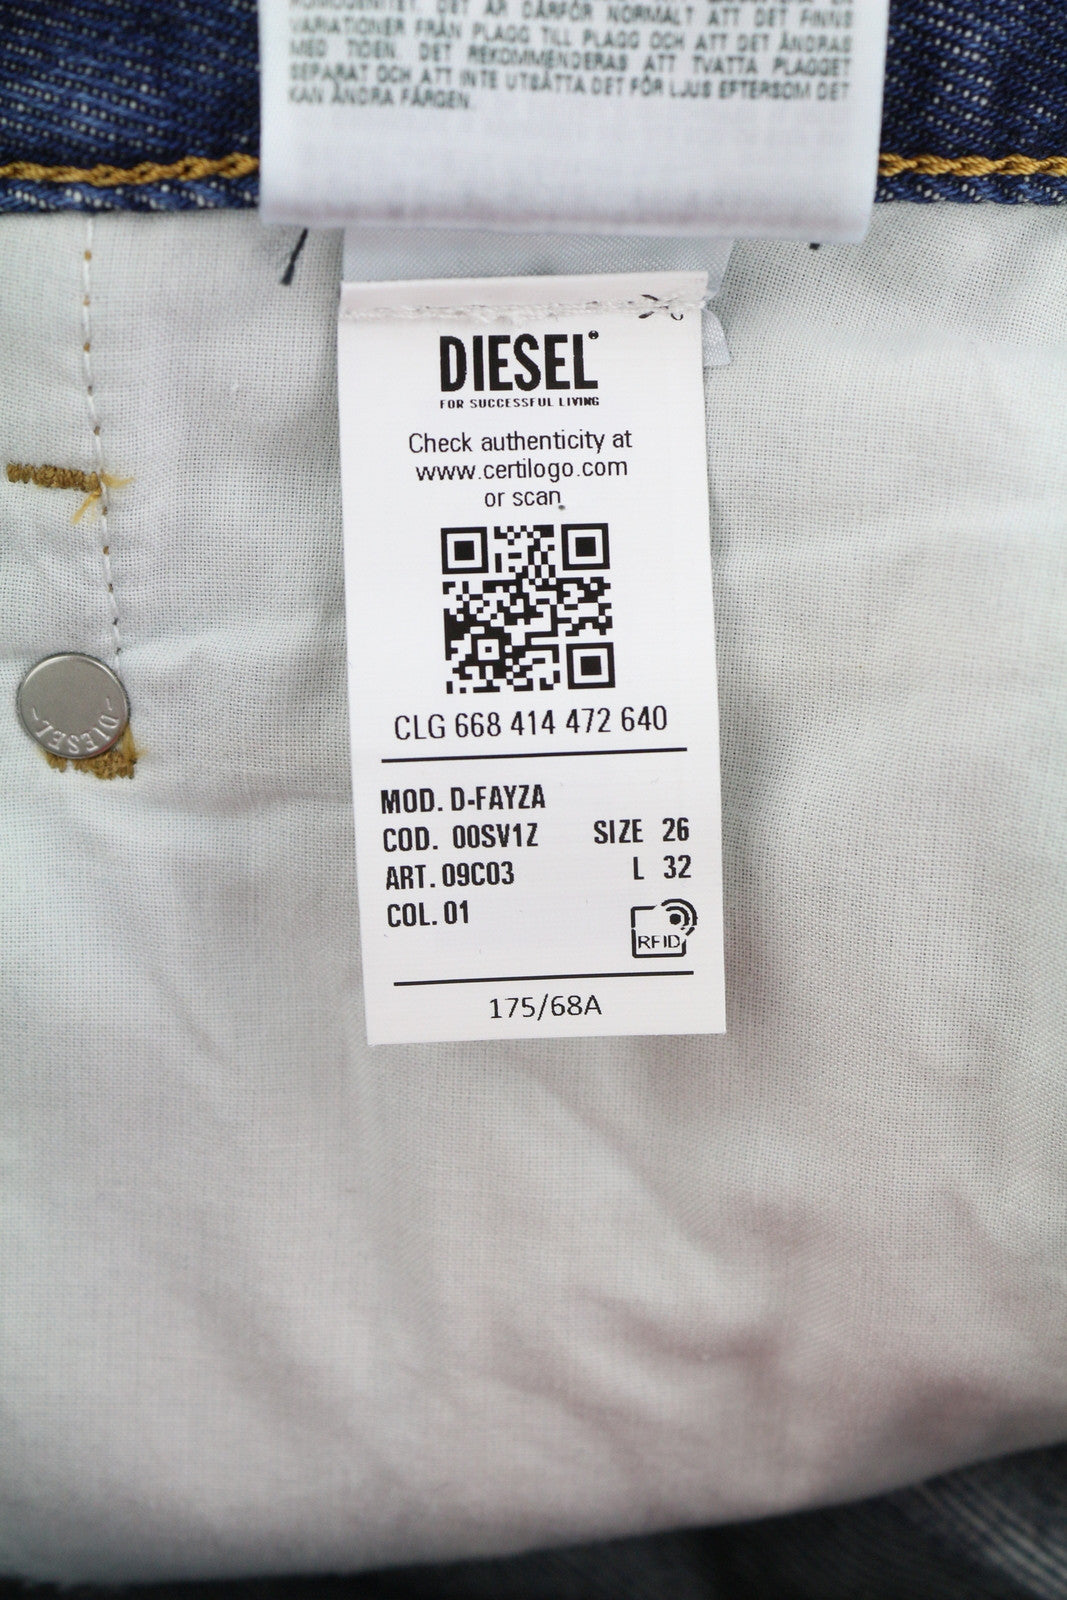 KOMOGENITET. DET ÄR DÄRFÖR NORMALT ATT DET FINNS
VARIATIONER FRÅN PLAGG TILL PLAGG OCH ATT DET ÄNDRAS
MED TIDEN. DET REKOMMENDERAS ATT TVÄTTA PLAGGET
SEPARAT OCH ATT INTE UTSÄTTA DET FÖR LJUS EFTERSOM DET
KAN ÄNDRA FÄRGEN.
DIESEL
FOR SUCCESSFUL LIVING
Check authenticity at
www.certilogo.com
or scan
CLG 668 414 472 640
MOD. D-FAYZA
COD. 00SV1Z SIZE 26
ART. 09C03 L 32
COL. 01
RFID
175/68A
DIESEL